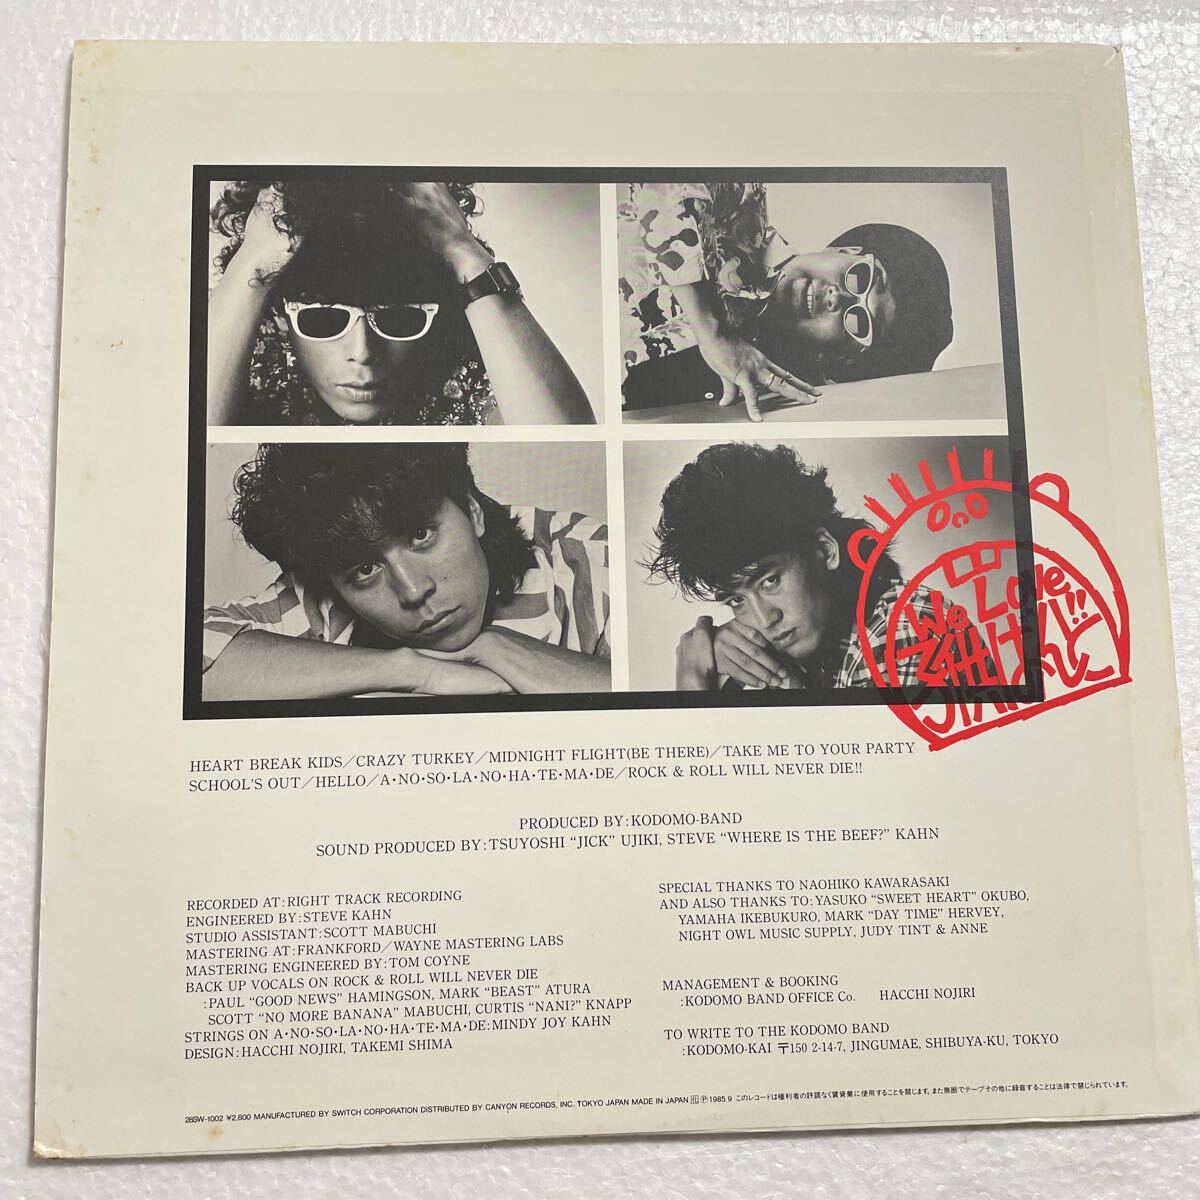 We Love
HEART BREAK KIDS/CRAZY TURKEY/MIDNIGHT FLIGHT(BE THERE)/TAKE ME TO YOUR PARTY
SCHOOL'S OUT/HELLO/A・NO・SO・LA・NO・HA・TE・MA・DE/ROCK & ROLL WILL NEVER DIE!!
PRODUCED BY:KODOMO-BAND
SOUND PRODUCED BY:TSUYOSHI “JICK” UJIKI, STEVE “WHERE IS THE BEEF?” KAHN
RECORDED AT:RIGHT TRACK RECORDING
ENGINEERED BY:STEVE KAHN
STUDIO ASSISTANT:SCOTT MABUCHI
MASTERING AT:FRANKFORD/WAYNE MASTERING LABS
MASTERING ENGINEERED BY:TOM COYNE
BACK UP VOCALS ON ROCK & ROLL WILL NEVER DIE
:PAUL “GOOD NEWS” HAMINGSON, MARK “BEAST” ATURA
SCOTT “NO MORE BANANA” MABUCHI, CURTIS “NANI?” KNAPP
STRINGS ON A・NO・SO・LA・NO・HA・TE・MA・DE:MINDY JOY KAHN
DESIGN:HACCHI NOJIRI, TAKEMI SHIMA
SPECIAL THANKS TO NAOHIKO KAWARASAKI
AND ALSO THANKS TO:YASUKO “SWEET HEART” OKUBO,
YAMAHA IKEBUKURO, MARK “DAY TIME” HERVEY,
NIGHT OWL MUSIC SUPPLY, JUDY TINT & ANNE
MANAGEMENT & BOOKING
:KODOMO BAND OFFICE Co. HACCHI NOJIRI
TO WRITE TO THE KODOMO BAND
:KODOMO-KAI 〒150 2-14-7, JINGUMAE, SHIBUYA-KU, TOKYO
28SW-1002 ¥2,800 MANUFACTURED BY SWITCH CORPORATION DISTRIBUTED BY CANYON RECORDS, INC. TOKYO JAPAN MADE IN JAPAN Ⓟ1985.9 このレコードは権利者の許諾なく賃貸業に使用することを禁じます。また無断でテープその他に録音することは法律で禁じられています。